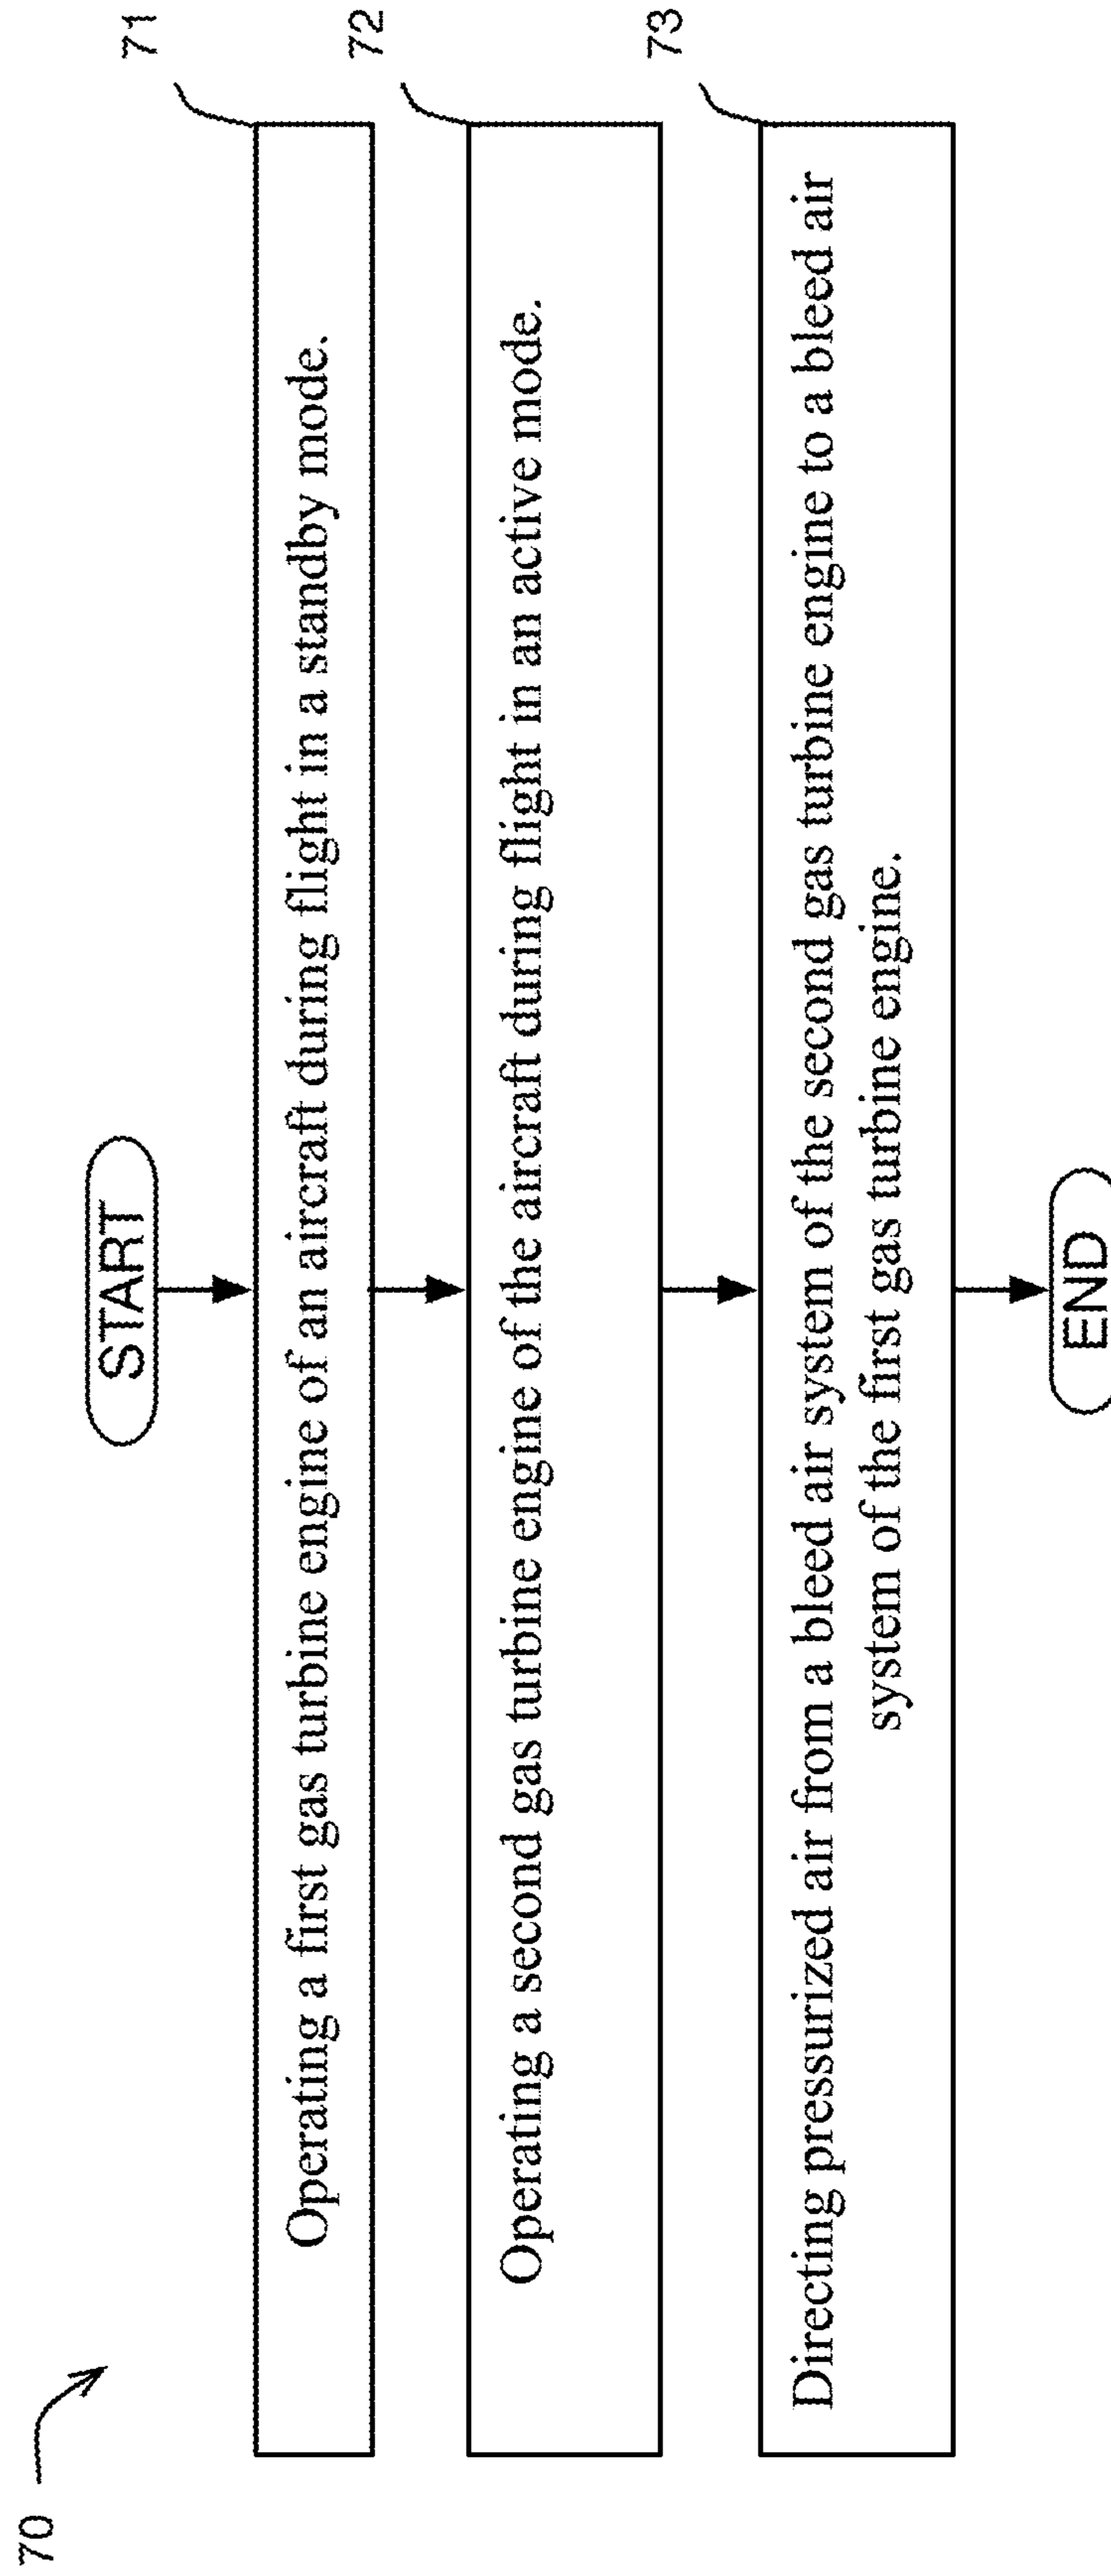 70
START
71
Operating a first gas turbine engine of an aircraft during flight in a standby mode.
72
Operating a second gas turbine engine of the aircraft during flight in an active mode.
73
Directing pressurized air from a bleed air system of the second gas turbine engine to a bleed air
system of the first gas turbine engine.
END